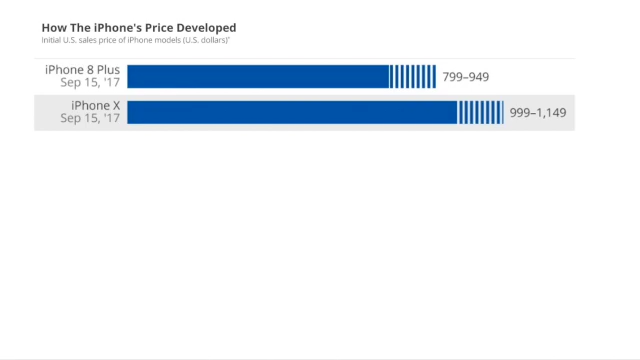 How The iPhone's Price Developed
Initial U.S. sales price of iPhone models (U.S. dollars)*
iPhone 8 Plus
Sep 15, '17
799–949
iPhone X
Sep 15, '17
999–1,149